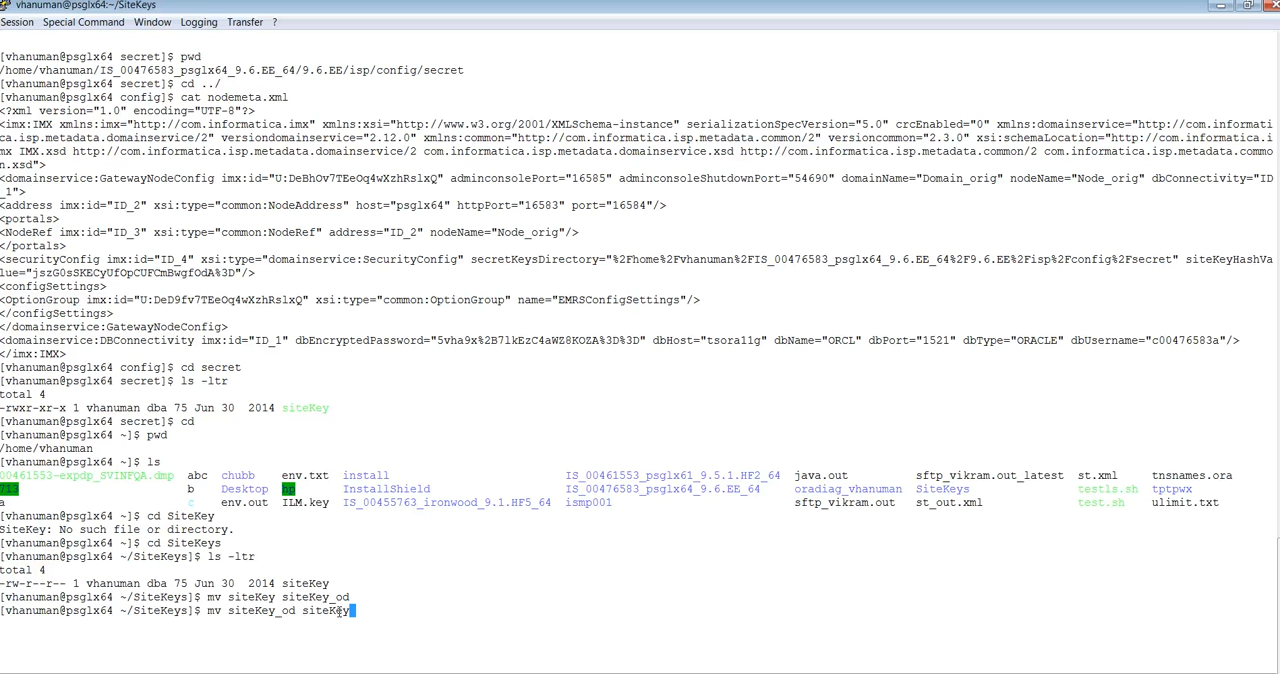 vhanuman@psglx64:~/SiteKeys
Session Special Command Window Logging Transfer ?
[vhanuman@psglx64 secret]$ pwd
/home/vhanuman/IS_00476583_psglx64_9.6.EE_64/9.6.EE/isp/config/secret
[vhanuman@psglx64 secret]$ cd ../
[vhanuman@psglx64 config]$ cat nodemeta.xml
<?xml version="1.0" encoding="UTF-8"?>
<imx:IMX xmlns:imx="http://com.informatica.imx" xmlns:xsi="http://www.w3.org/2001/XMLSchema-instance" serializationSpecVersion="5.0" crcEnabled="0" xmlns:domainservice="http://com.informati
ca.isp.metadata.domainservice/2" versiondomainservice="2.12.0" xmlns:common="http://com.informatica.isp.metadata.common/2" versioncommon="2.3.0" xsi:schemaLocation="http://com.informatica.i
mx IMX.xsd http://com.informatica.isp.metadata.domainservice/2 com.informatica.isp.metadata.domainservice.xsd http://com.informatica.isp.metadata.common/2 com.informatica.isp.metadata.commo
n.xsd">
<domainservice:GatewayNodeConfig imx:id="U:DeBhOv7TEeOq4wXzhRslxQ" adminconsolePort="16585" adminconsoleShutdownPort="54690" domainName="Domain_orig" nodeName="Node_orig" dbConnectivity="ID
_1">
<address imx:id="ID_2" xsi:type="common:NodeAddress" host="psglx64" httpPort="16583" port="16584"/>
<portals>
<NodeRef imx:id="ID_3" xsi:type="common:NodeRef" address="ID_2" nodeName="Node_orig"/>
</portals>
<securityConfig imx:id="ID_4" xsi:type="domainservice:SecurityConfig" secretKeysDirectory="%2Fhome%2Fvhanuman%2FIS_00476583_psglx64_9.6.EE_64%2F9.6.EE%2Fisp%2Fconfig%2Fsecret" siteKeyHashVa
lue="jszG0sSKECyUfOpCUFCmBwgfOdA%3D"/>
<configSettings>
<OptionGroup imx:id="U:DeD9fv7TEeOq4wXzhRslxQ" xsi:type="common:OptionGroup" name="EMRSConfigSettings"/>
</configSettings>
</domainservice:GatewayNodeConfig>
<domainservice:DBConnectivity imx:id="ID_1" dbEncryptedPassword="5vha9x%2B7lkEzC4aWZ8KOZA%3D%3D" dbHost="tsora11g" dbName="ORCL" dbPort="1521" dbType="ORACLE" dbUsername="c00476583a"/>
</imx:IMX>
[vhanuman@psglx64 config]$ cd secret
[vhanuman@psglx64 secret]$ ls -ltr
total 4
-rwxr-xr-x 1 vhanuman dba 75 Jun 30  2014 siteKey
[vhanuman@psglx64 secret]$ cd
[vhanuman@psglx64 ~]$ pwd
/home/vhanuman
[vhanuman@psglx64 ~]$ ls
00461553-expdp_SVINFQA.dmp abc chubb env.txt install IS_00461553_psglx61_9.5.1.HF2_64 java.out sftp_vikram.out_latest st.xml tnsnames.ora
713 b Desktop hp InstallShield IS_00476583_psglx64_9.6.EE_64 oradiag_vhanuman SiteKeys testls.sh tptpwx
a c env.out ILM.key IS_00455763_ironwood_9.1.HF5_64 ismp001 sftp_vikram.out st_out.xml test.sh ulimit.txt
[vhanuman@psglx64 ~]$ cd SiteKey
SiteKey: No such file or directory.
[vhanuman@psglx64 ~]$ cd SiteKeys
[vhanuman@psglx64 ~/SiteKeys]$ ls -ltr
total 4
-rw-r--r-- 1 vhanuman dba 75 Jun 30  2014 siteKey
[vhanuman@psglx64 ~/SiteKeys]$ mv siteKey siteKey_od
[vhanuman@psglx64 ~/SiteKeys]$ mv siteKey_od siteKey